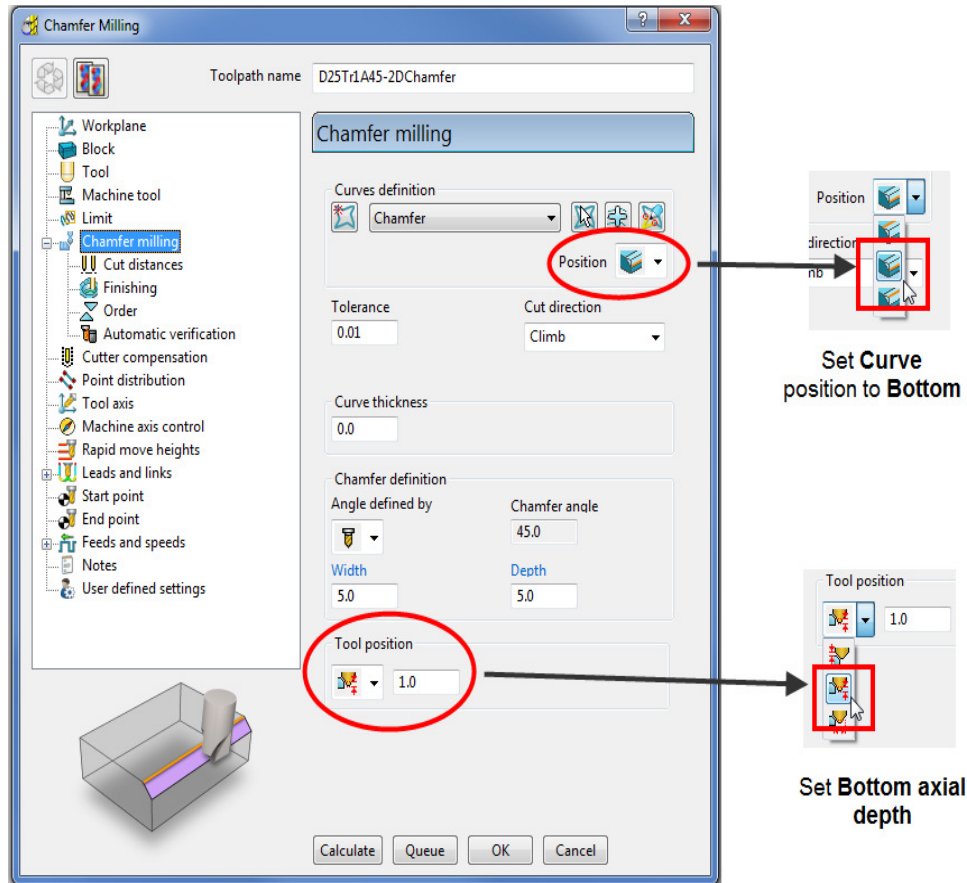 Chamfer Milling
?
X
Toolpath name
D25Tr1A45-2DChamfer
Workplane
Block
Tool
Machine tool
Limit
Chamfer milling
Cut distances
Finishing
Order
Automatic verification
Cutter compensation
Point distribution
Tool axis
Machine axis control
Rapid move heights
Leads and links
Start point
End point
Feeds and speeds
Notes
User defined settings
Chamfer milling
Curves definition
Chamfer
Position
Tolerance
Cut direction
0.01
Climb
Curve thickness
0.0
Chamfer definition
Angle defined by
Chamfer angle
45.0
Width
Depth
5.0
5.0
Tool position
1.0
Calculate
Queue
OK
Cancel
Position
direction
nb
Set Curve
position to Bottom
Tool position
1.0
Set Bottom axial
depth